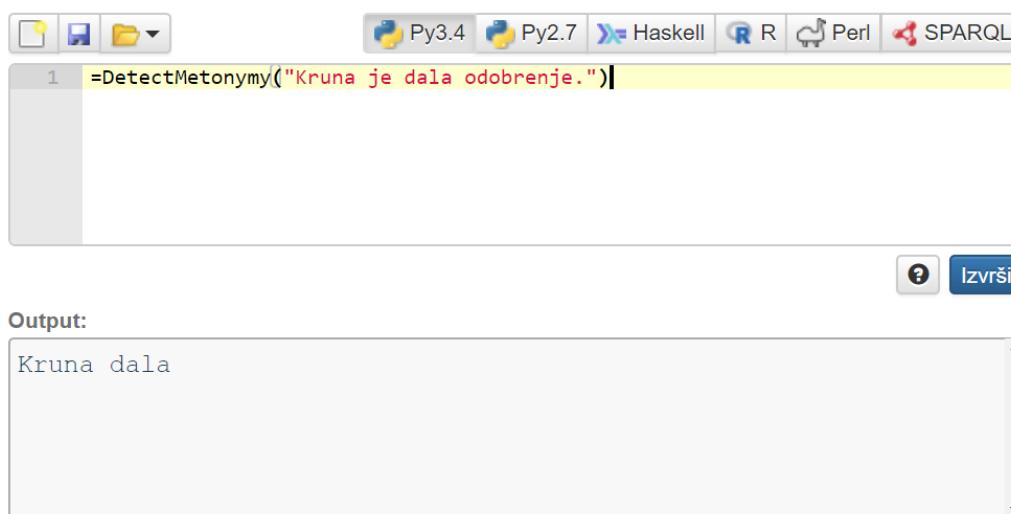 Py3.4 Py2.7 Haskell R Perl SPARQL
1 =DetectMetonymy("Kruna je dala odobrenje.")
Izvrši
Output:
Kruna dala